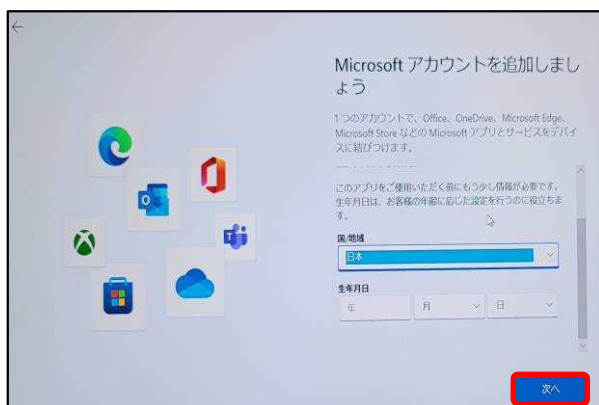 Microsoft アカウントを追加しまし
ょう
1つのアカウントで、Office、OneDrive、Microsoft Edge、
Microsoft Store などの Microsoft アプリとサービスをデバイ
スに結びつけます。
このアプリをご使用いただく前にもう少し情報が必要です。
生年月日は、お客様の年齢に応じた設定を行うのに役立ちま
す。
国/地域
日本
生年月日
年 月 日
次へ